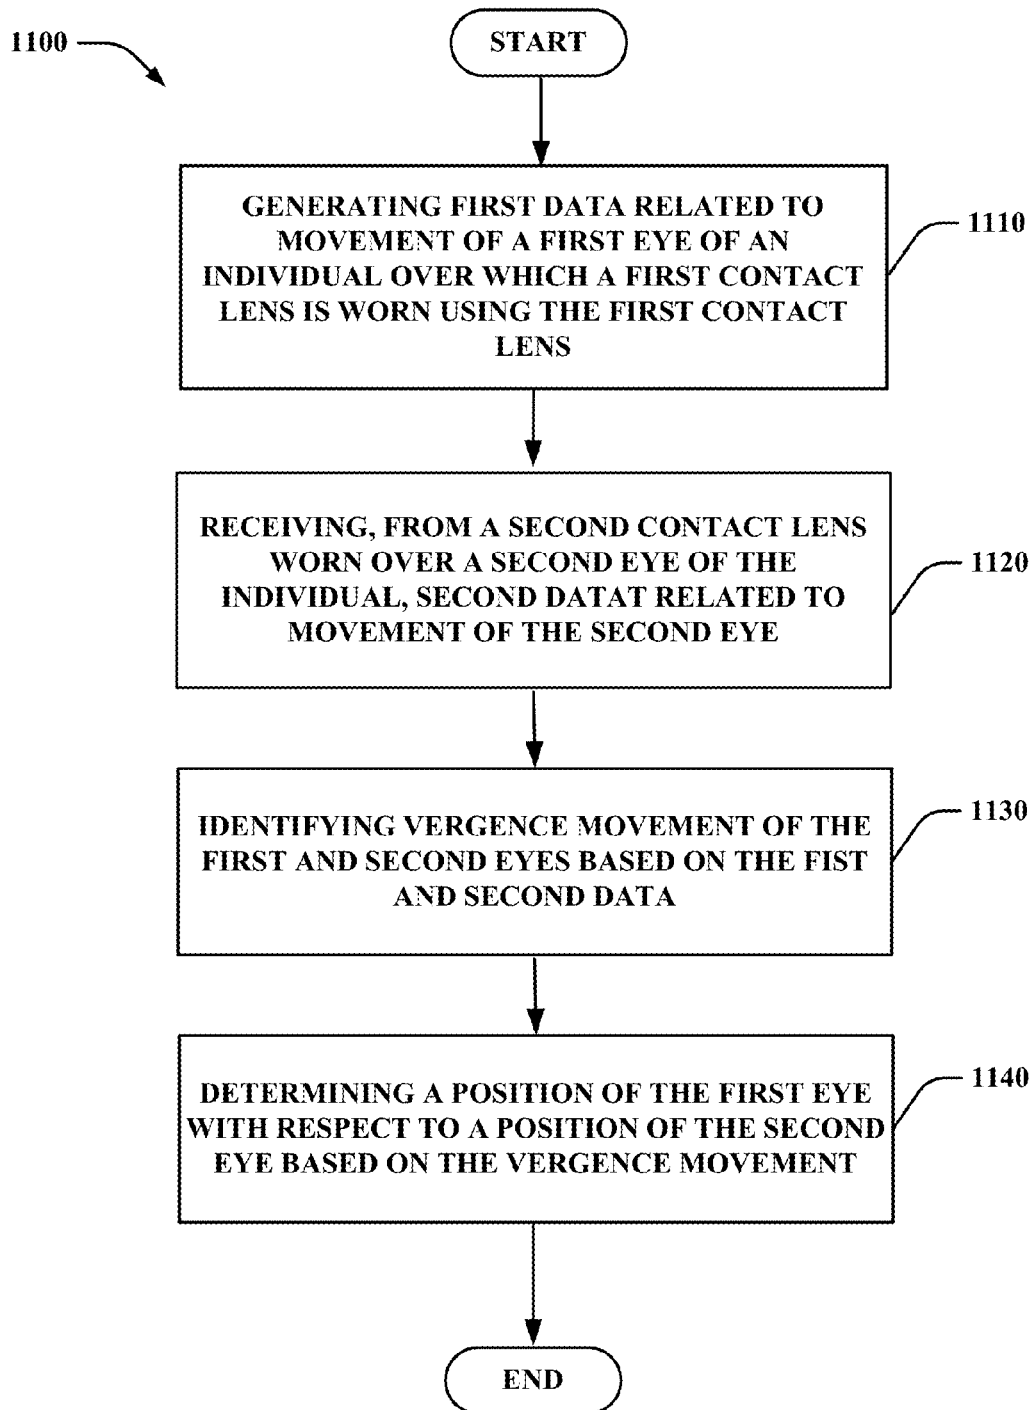 1100
START
GENERATING FIRST DATA RELATED TO
MOVEMENT OF A FIRST EYE OF AN
INDIVIDUAL OVER WHICH A FIRST CONTACT
LENS IS WORN USING THE FIRST CONTACT
LENS
1110
RECEIVING, FROM A SECOND CONTACT LENS
WORN OVER A SECOND EYE OF THE
INDIVIDUAL, SECOND DATAT RELATED TO
MOVEMENT OF THE SECOND EYE
1120
IDENTIFYING VERGENCE MOVEMENT OF THE
FIRST AND SECOND EYES BASED ON THE FIST
AND SECOND DATA
1130
DETERMINING A POSITION OF THE FIRST EYE
WITH RESPECT TO A POSITION OF THE SECOND
EYE BASED ON THE VERGENCE MOVEMENT
1140
END